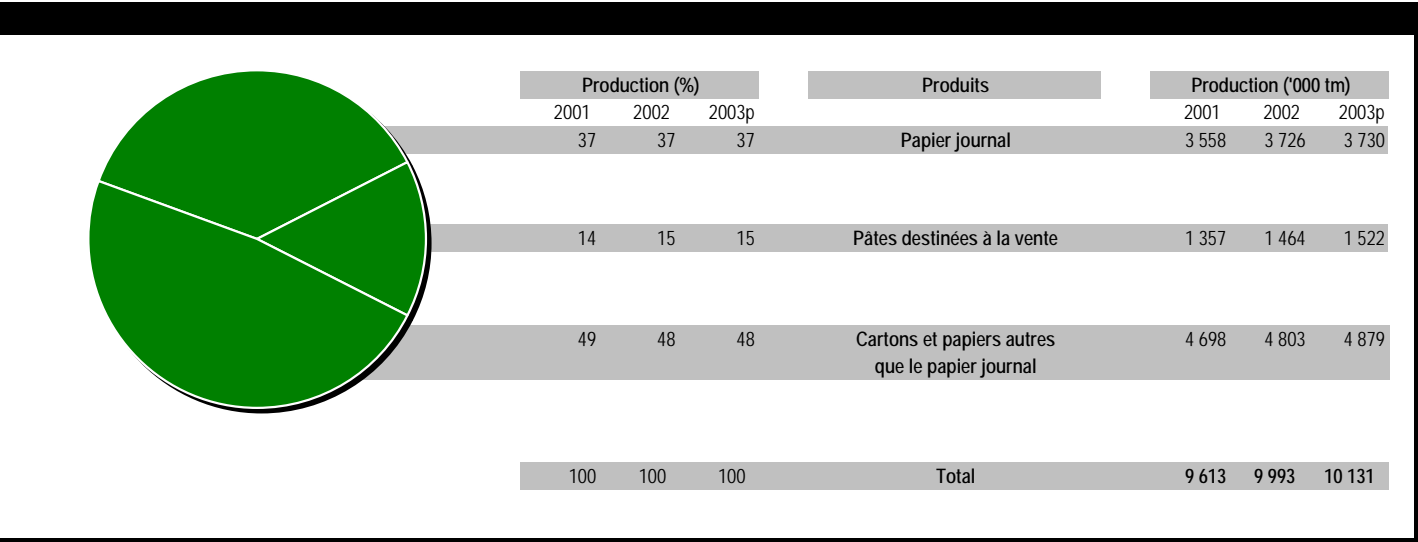 Production (%) Produits Production ('000 tm)
2001 2002 2003p 2001 2002 2003p
37 37 37 Papier journal 3 558 3 726 3 730
14 15 15 Pâtes destinées à la vente 1 357 1 464 1 522
49 48 48 Cartons et papiers autres 4 698 4 803 4 879
que le papier journal
100 100 100 Total 9 613 9 993 10 131